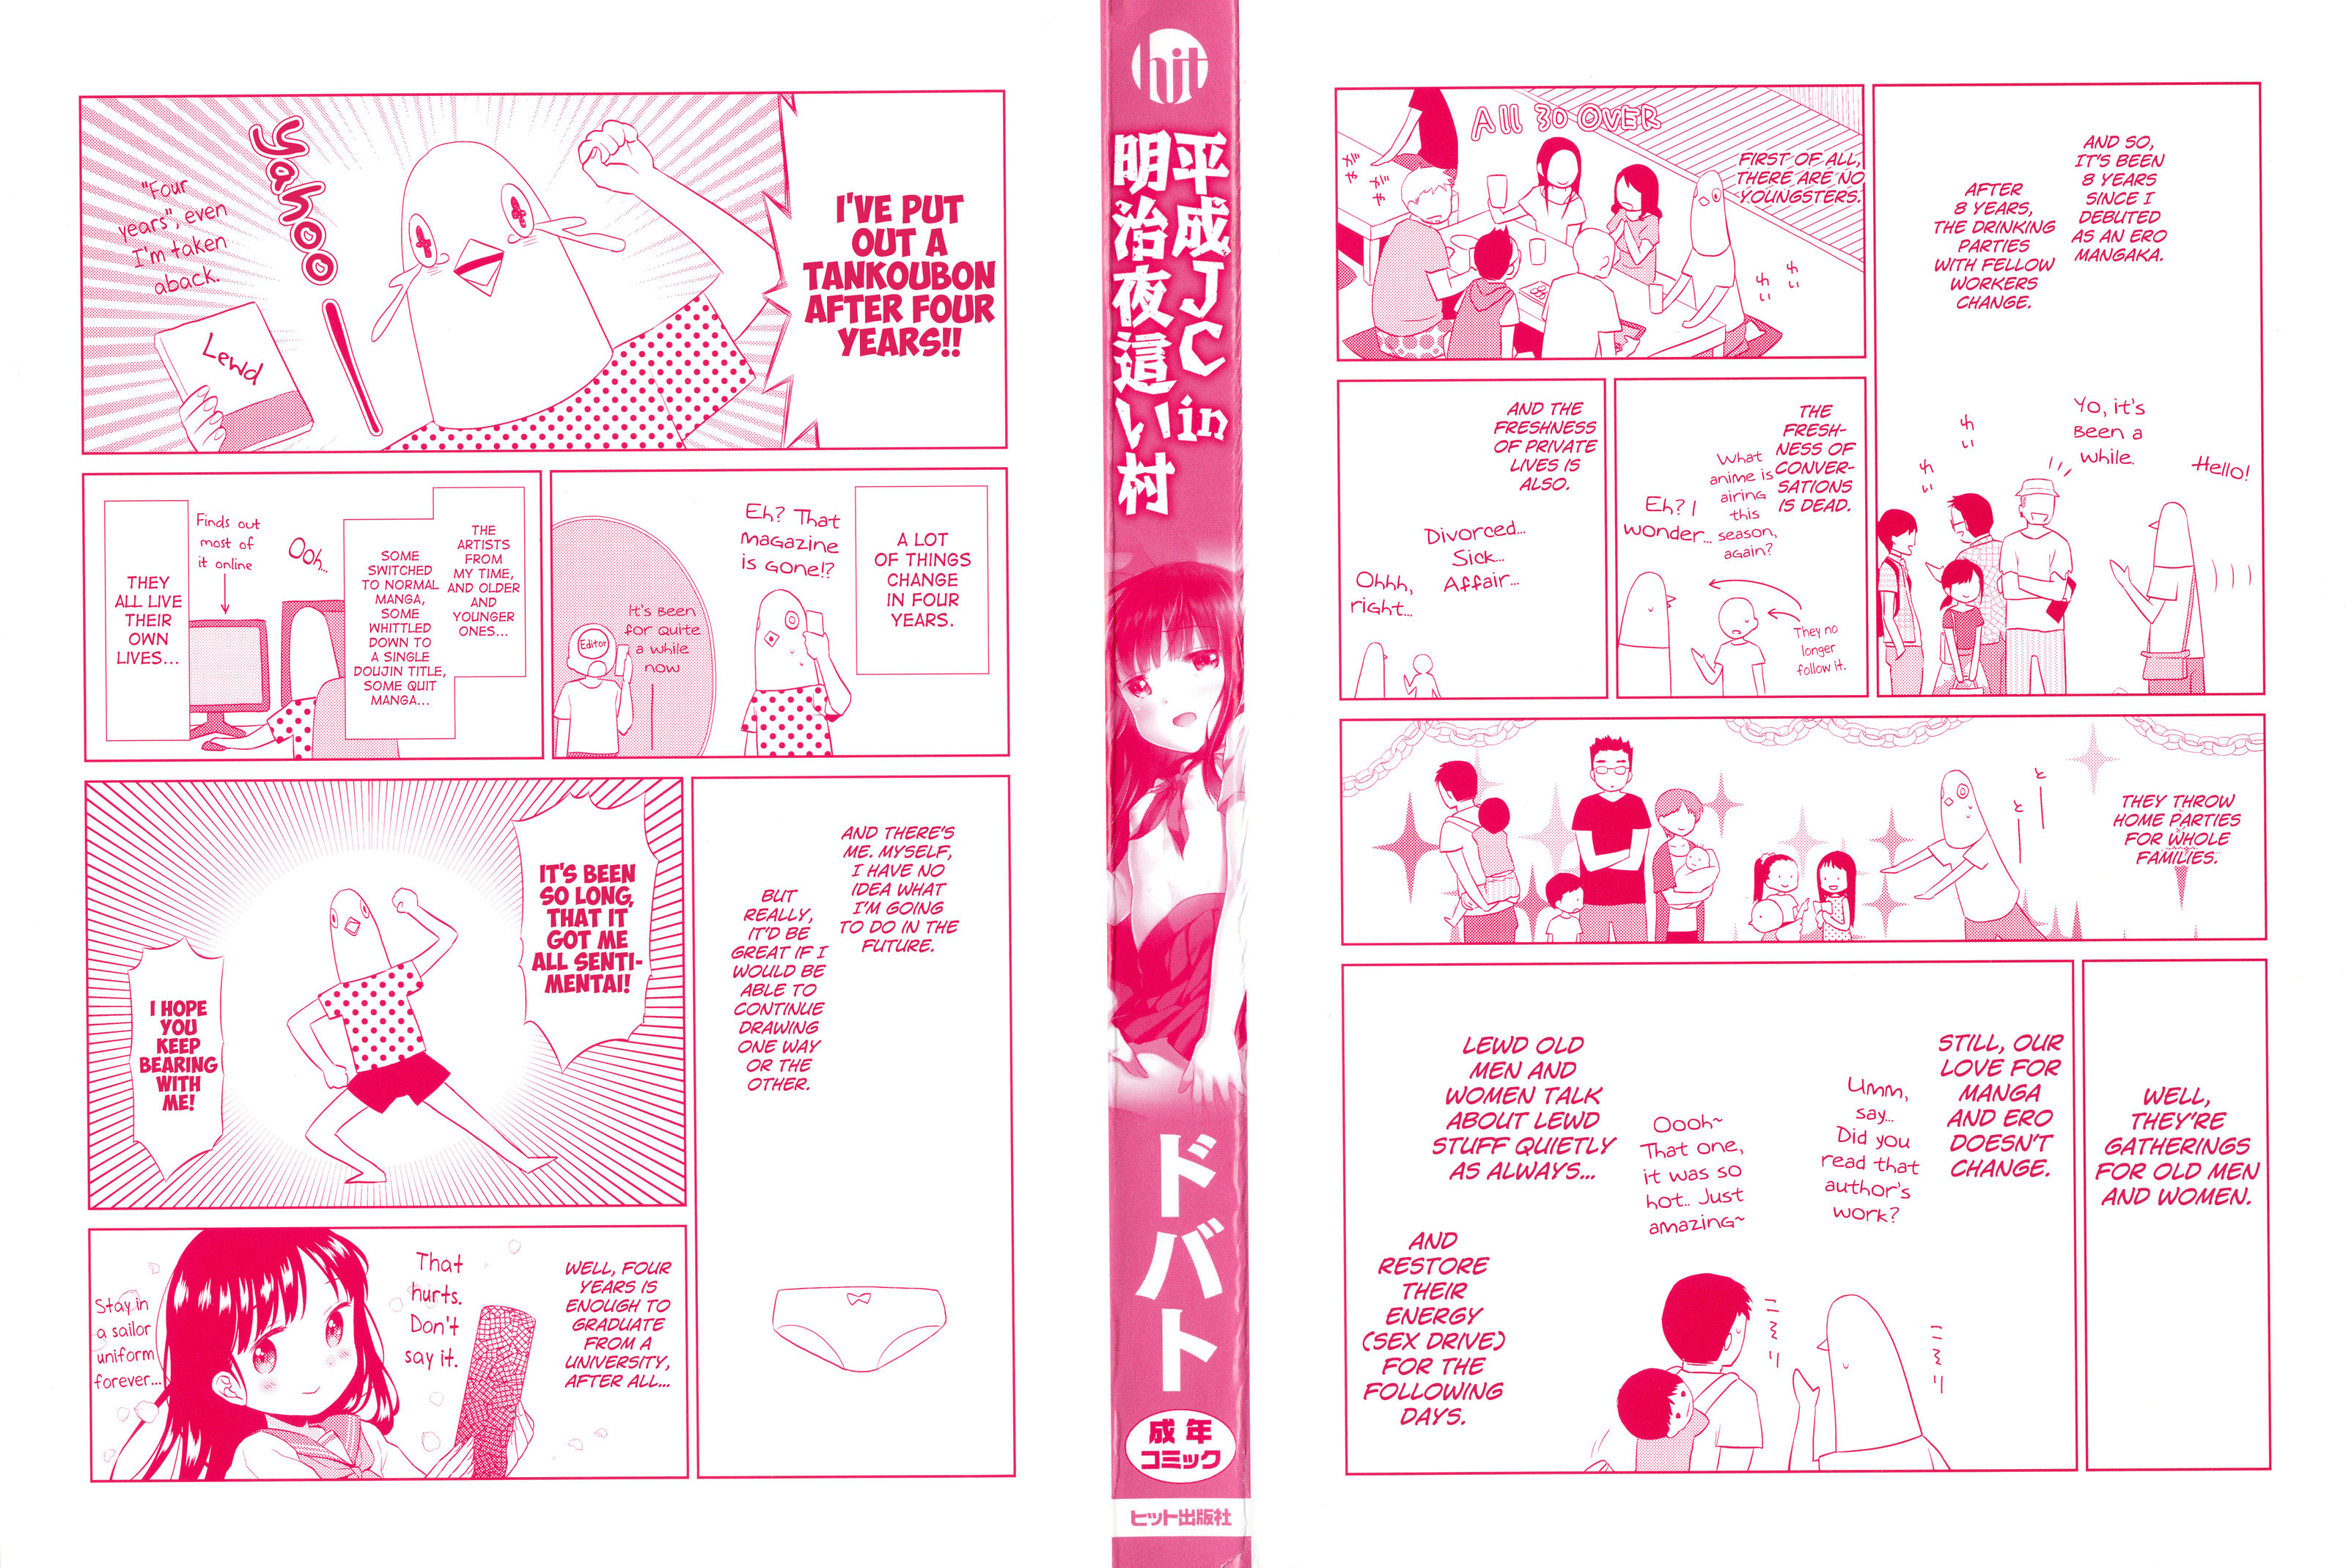 I'VE PUT
OUT A
TANKOUBON
AFTER FOUR
YEARS!!
yahoo
"Four
years", even
I'm taken
aback.
Lewd
A LOT
OF THINGS
CHANGE
IN FOUR
YEARS.
Eh? That
magazine
is gone!?
It's been
for quite
a while
now
Editor
THE
ARTISTS
FROM
MY TIME,
AND OLDER
AND
YOUNGER
ONES...
SOME
SWITCHED
TO NORMAL
MANGA,
SOME
WHITTLED
DOWN TO
A SINGLE
DOUJIN TITLE,
SOME QUIT
MANGA...
Ooh...
Finds out
most of
it online
THEY
ALL LIVE
THEIR
OWN
LIVES...
AND THERE'S
ME. MYSELF,
I HAVE NO
IDEA WHAT
I'M GOING
TO DO IN THE
FUTURE.
BUT
REALLY,
IT'D BE
GREAT IF I
WOULD BE
ABLE TO
CONTINUE
DRAWING
ONE WAY
OR THE
OTHER.
IT'S BEEN
SO LONG,
THAT IT
GOT ME
ALL SENTI-
MENTAL!
I HOPE
YOU
KEEP
BEARING
WITH
ME!
WELL, FOUR
YEARS IS
ENOUGH TO
GRADUATE
FROM A
UNIVERSITY,
AFTER ALL...
That
hurts.
Don't
say it.
Stay in
a sailor
uniform
forever...
hit
平成JCin
明治夜這い村
ドバト
成年
コミック
ヒット出版社
AND SO,
IT'S BEEN
8 YEARS
SINCE I
DEBUTED
AS AN ERO
MANGAKA.
AFTER
8 YEARS,
THE DRINKING
PARTIES
WITH FELLOW
WORKERS
CHANGE.
Hello!
Yo, it's
been a
while.
わい
わい
All 30 OVER
FIRST OF ALL,
THERE ARE NO
YOUNGSTERS.
わい
わい
THE
FRESH-
NESS OF
CONVER-
SATIONS
IS DEAD.
What
anime is
airing
this
season,
again?
Eh? I
wonder...
They no
longer
follow it.
AND THE
FRESHNESS
OF PRIVATE
LIVES IS
ALSO.
Divorced...
Sick...
Affair...
Ohhh,
right...
THEY THROW
HOME PARTIES
FOR WHOLE
FAMILIES.
と
と
WELL,
THEY'RE
GATHERINGS
FOR OLD MEN
AND WOMEN.
STILL, OUR
LOVE FOR
MANGA
AND ERO
DOESN'T
CHANGE.
Umm,
say...
Did you
read that
author's
work?
Oooh~
That one,
it was so
hot.. Just
amazing~
LEWD OLD
MEN AND
WOMEN TALK
ABOUT LEWD
STUFF QUIETLY
AS ALWAYS...
AND
RESTORE
THEIR
ENERGY
(SEX DRIVE)
FOR THE
FOLLOWING
DAYS.